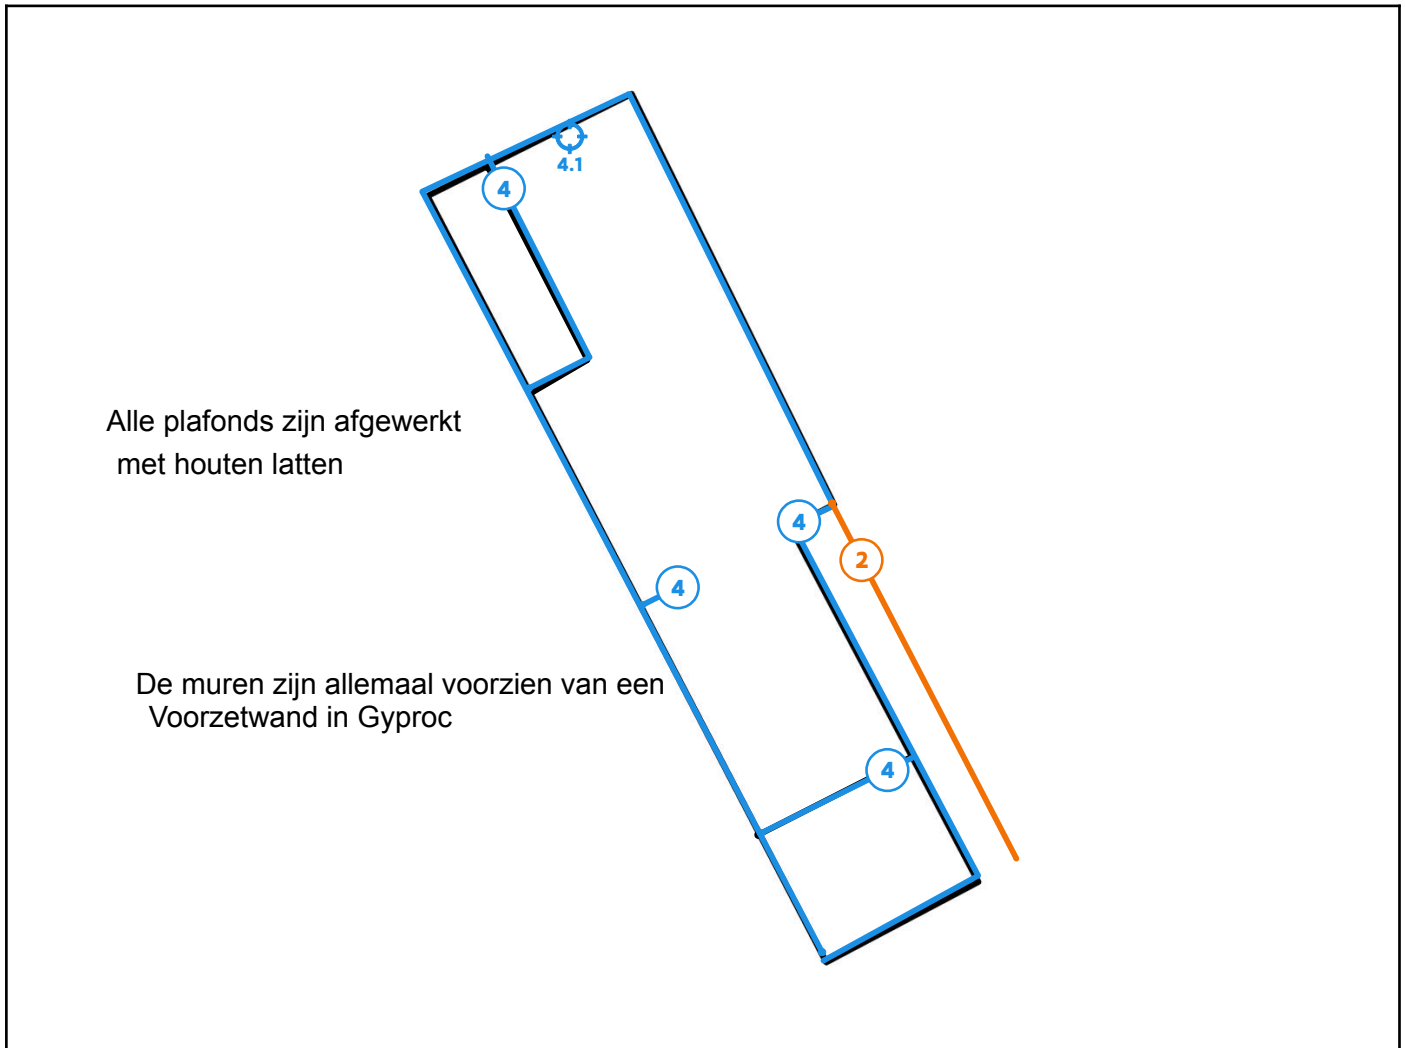 4.1
4
Alle plafonds zijn afgewerkt
met houten latten
4
2
4
De muren zijn allemaal voorzien van een
Voorzetwand in Gyproc
4